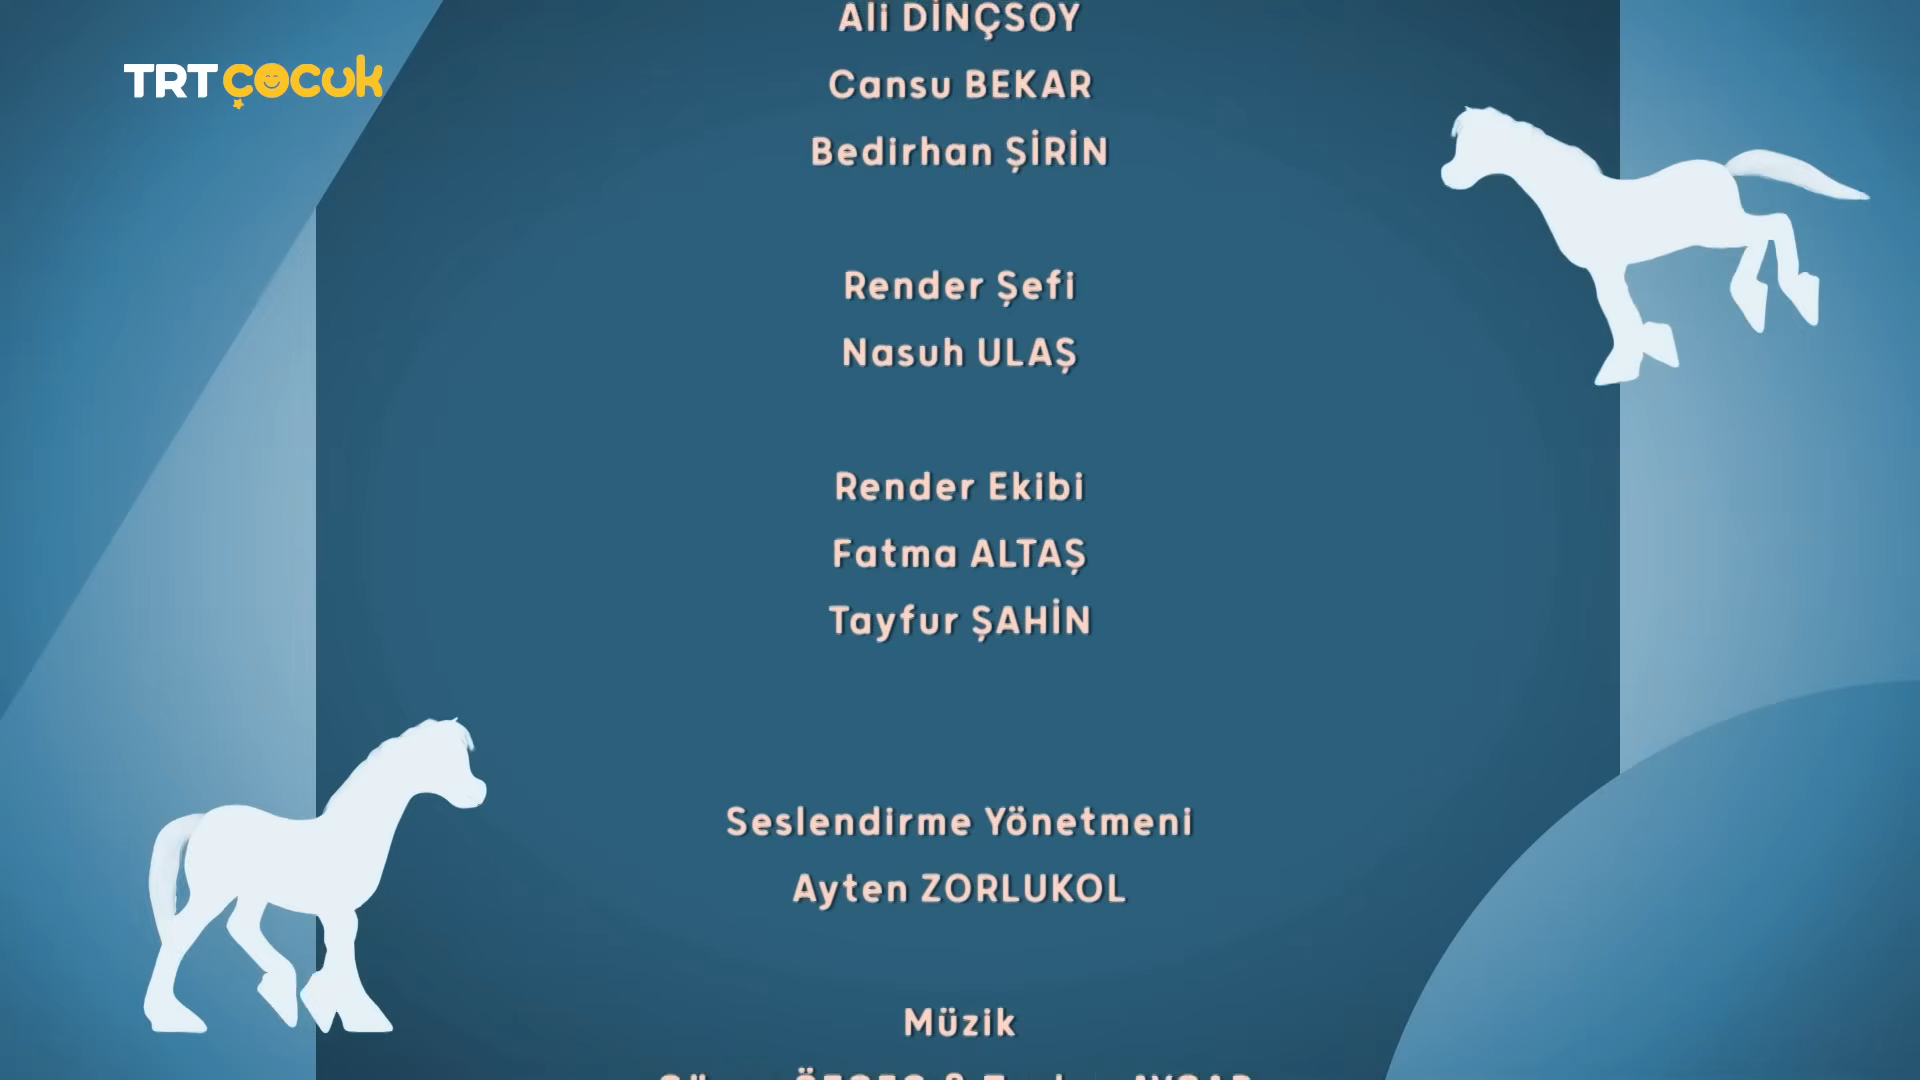 Ali DİNÇSOY
TRT çocuk
Cansu BEKAR
Bedirhan ŞİRİN
Render Şefi
Nasuh ULAŞ
Render Ekibi
Fatma ALTAŞ
Tayfur ŞAHİN
Seslendirme Yönetmeni
Ayten ZORLUKOL
Müzik